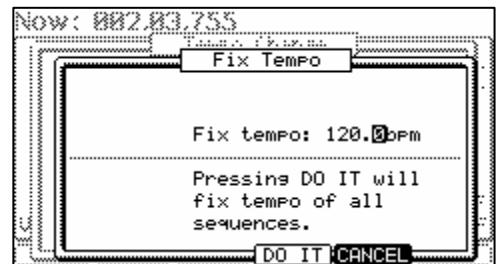 Now: 002.03.755
Fix Tempo
Fix tempo: 120.0bpm
Pressing DO IT will
fix tempo of all
sequences.
DO IT CANCEL